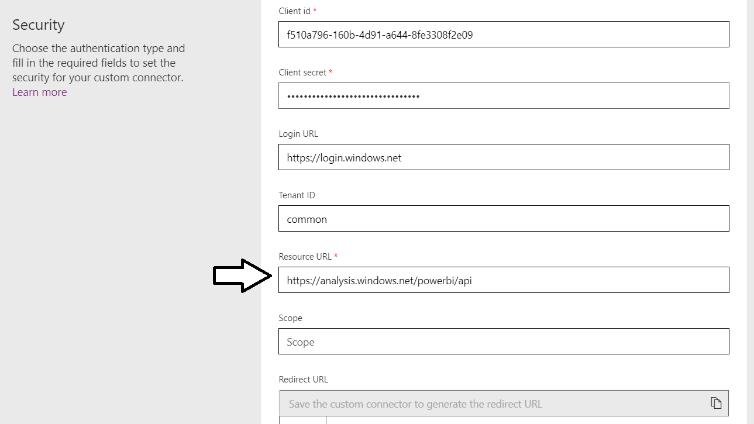 Security
Choose the authentication type and
fill in the required fields to set the
security for your custom connector.
Learn more
Client id *
f510a796-160b-4d91-a644-8fe3308f2e09
Client secret *
••••••••••••••••••••••••••••••••
Login URL
https://login.windows.net
Tenant ID
common
Resource URL *
https://analysis.windows.net/powerbi/api
Scope
Scope
Redirect URL
Save the custom connector to generate the redirect URL